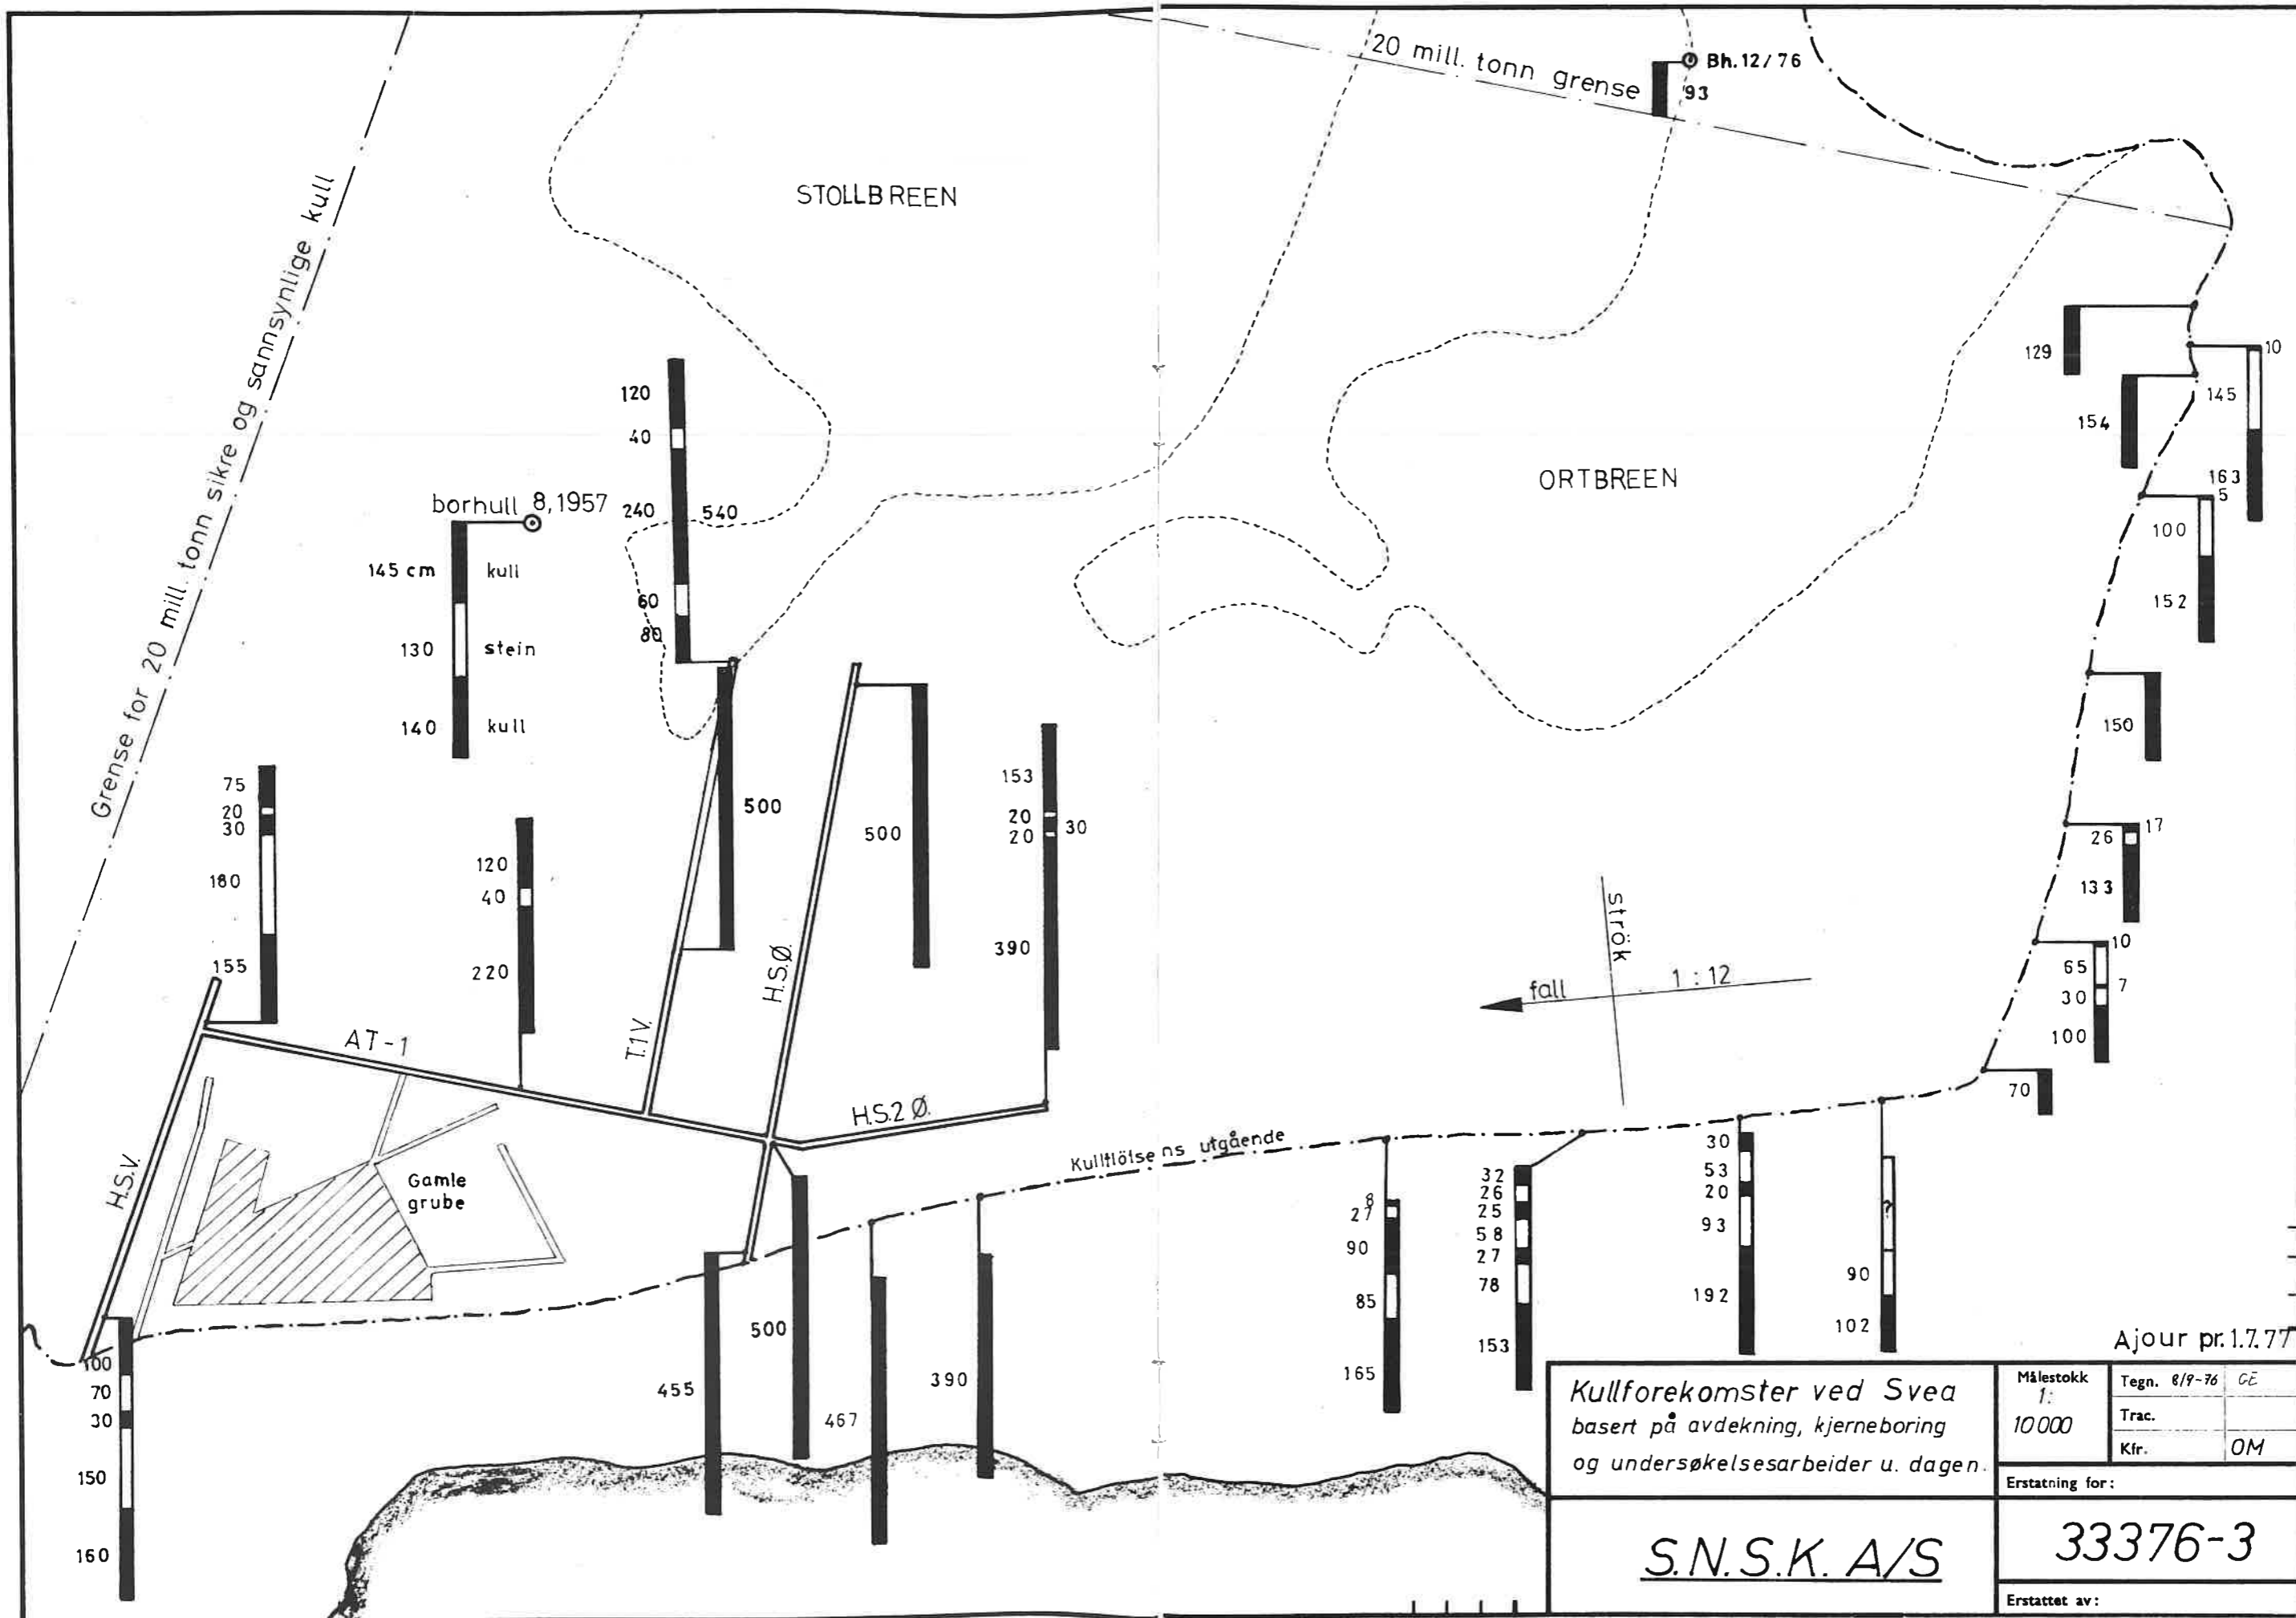 20 mill. tonn grense
Bh. 12/76
93
STOLLBREEN
Grense for 20 mill. tonn sikre og sannsynlige kull
120
40
240
540
60
80
borhull 8,1957
145 cm kull
130 stein
140 kull
ORTBREEN
129
10
145
154
163
5
100
152
150
17
26
133
10
65
7
30
100
70
75
20
30
180
155
120
40
220
500
500
153
20
30
20
390
strök
fall 1 : 12
AT-1
T.1V.
H.S.Ø.
H.S.2Ø.
H.S.V.
Gamle
grube
Kullflötsens utgående
100
70
30
150
160
455
500
467
390
8
27
90
85
165
32
26
25
58
27
78
153
30
53
20
93
192
?
90
102
Ajour pr. 1.7.77
Kullforekomster ved Svea
basert på avdekning, kjerneboring
og undersøkelsesarbeider u. dagen.
Målestokk
1:
10000
Tegn. 8/9-76 GE
Trac.
Kfr. OM
Erstatning for:
S.N.S.K. A/S
33376-3
Erstattet av: